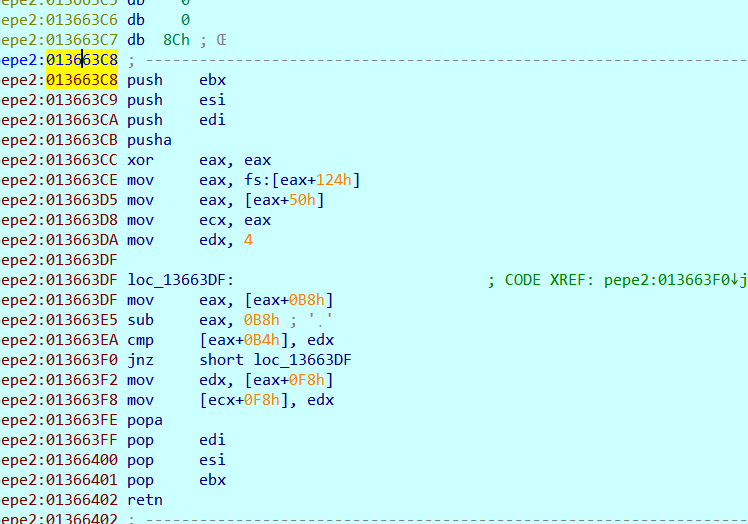 epe2:013663C5 db    0
epe2:013663C6 db    0
epe2:013663C7 db  8Ch ; Œ
epe2:013663C8 ; ---------------------------------------------------------------------
epe2:013663C8 push    ebx
epe2:013663C9 push    esi
epe2:013663CA push    edi
epe2:013663CB pusha
epe2:013663CC xor     eax, eax
epe2:013663CE mov     eax, fs:[eax+124h]
epe2:013663D5 mov     eax, [eax+50h]
epe2:013663D8 mov     ecx, eax
epe2:013663DA mov     edx, 4
epe2:013663DF
epe2:013663DF loc_13663DF:                            ; CODE XREF: pepe2:013663F0↓j
epe2:013663DF mov     eax, [eax+0B8h]
epe2:013663E5 sub     eax, 0B8h ; '¸'
epe2:013663EA cmp     [eax+0B4h], edx
epe2:013663F0 jnz     short loc_13663DF
epe2:013663F2 mov     edx, [eax+0F8h]
epe2:013663F8 mov     [ecx+0F8h], edx
epe2:013663FE popa
epe2:013663FF pop     edi
epe2:01366400 pop     esi
epe2:01366401 pop     ebx
epe2:01366402 retn
epe2:01366402 ; ---------------------------------------------------------------------